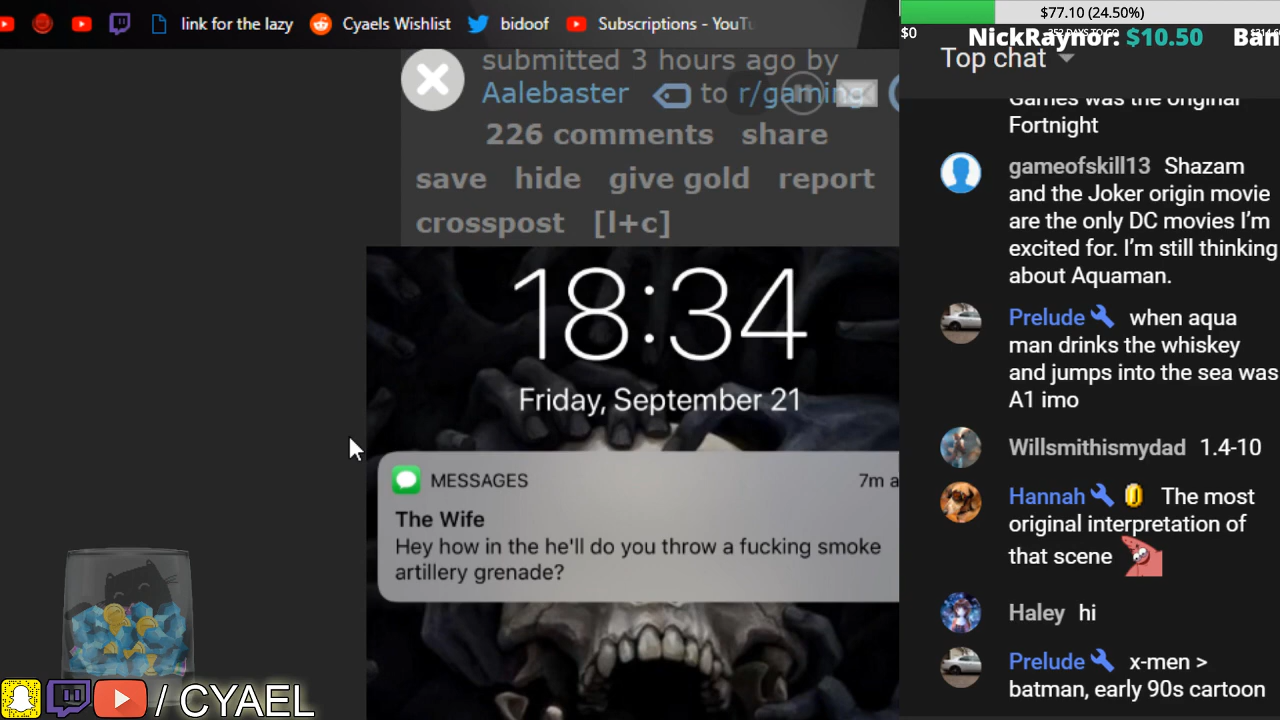 link for the lazy
Cyaels Wishlist
bidoof
Subscriptions - YouTu
submitted 3 hours ago by
Aalebaster to r/gaming
226 comments share
save hide give gold report
crosspost [l+c]
18:34
Friday, September 21
MESSAGES 7m a
The Wife
Hey how in the he'll do you throw a fucking smoke
artillery grenade?
/ CYAEL
$77.10 (24.50%)
$0
NickRaynor: $10.50 Ban
Top chat
Games was the original
Fortnight
gameofskill13 Shazam
and the Joker origin movie
are the only DC movies I'm
excited for. I'm still thinking
about Aquaman.
Prelude when aqua
man drinks the whiskey
and jumps into the sea was
A1 imo
Willsmithismydad 1.4-10
Hannah The most
original interpretation of
that scene
Haley hi
Prelude x-men >
batman, early 90s cartoon